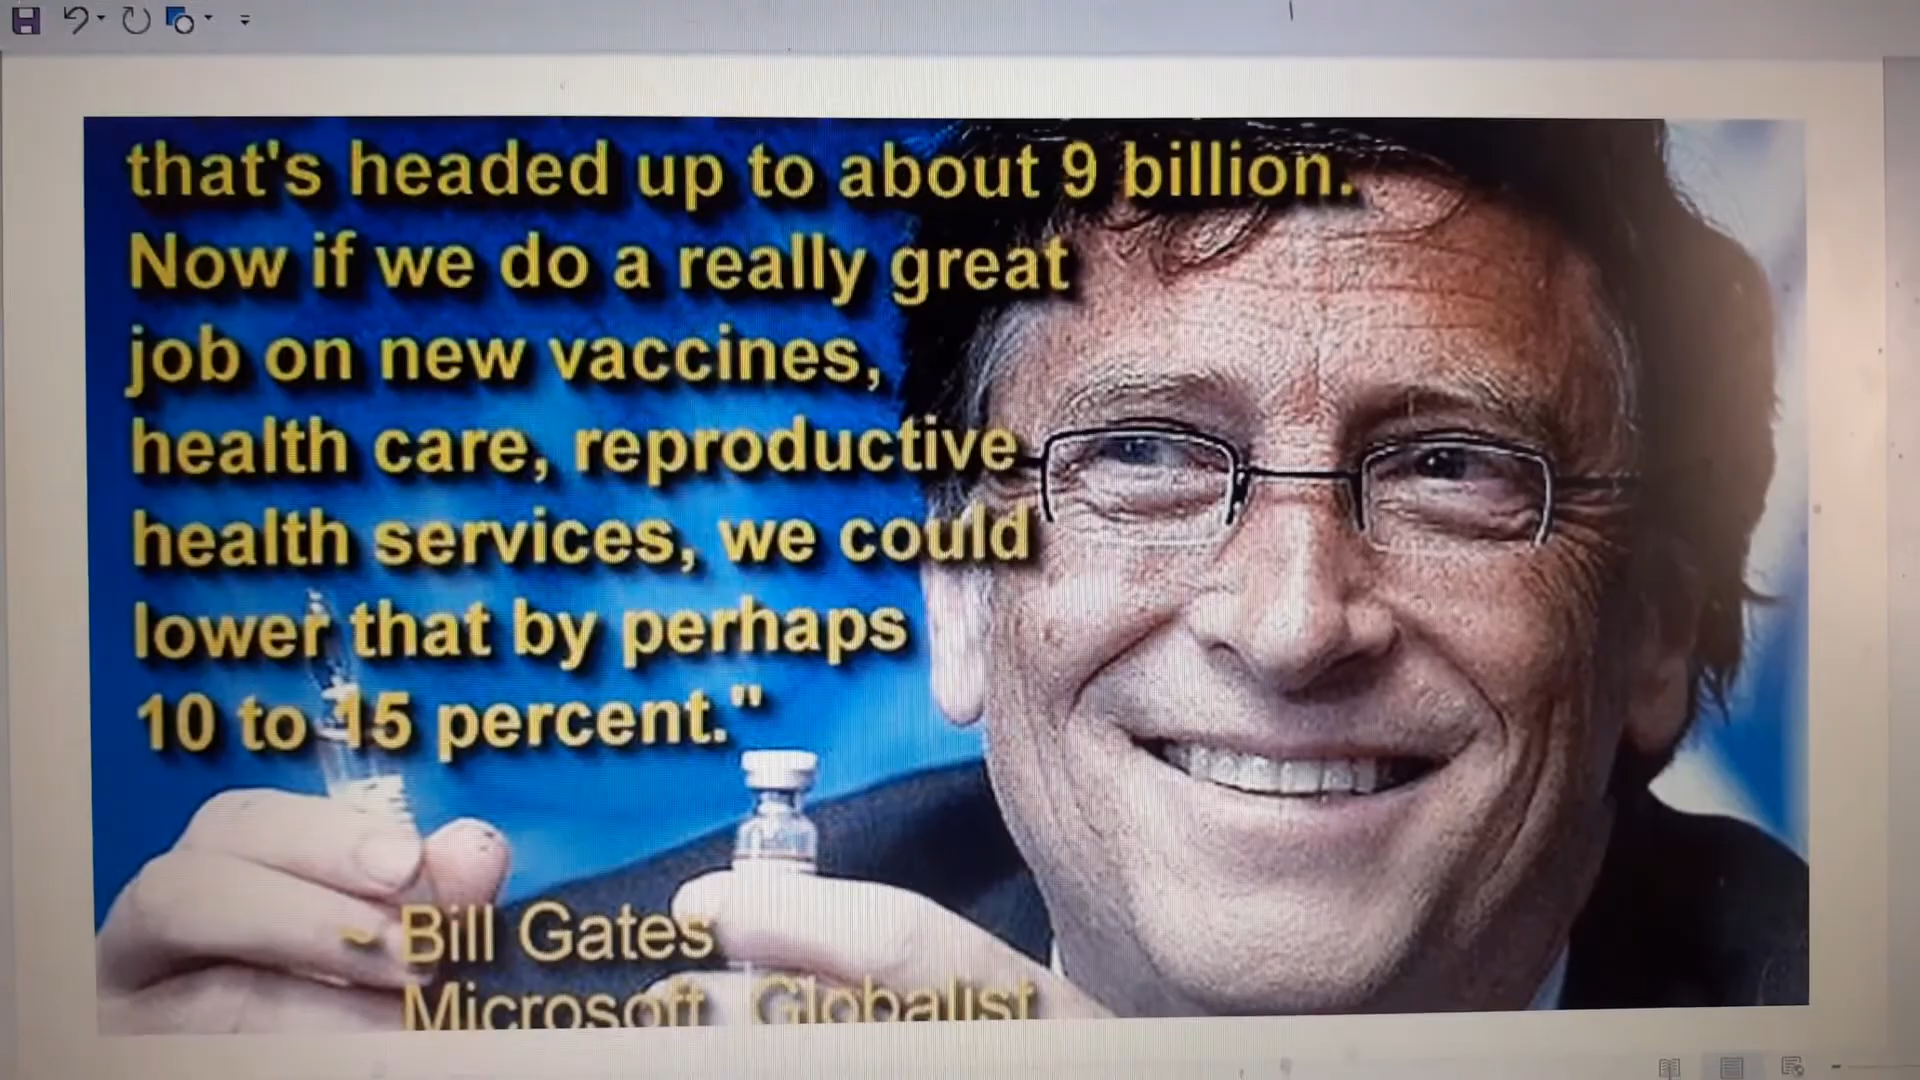 that's headed up to about 9 billion.
Now if we do a really great
job on new vaccines,
health care, reproductive
health services, we could
lower that by perhaps
10 to 15 percent."
~ Bill Gates
Microsoft, Globalist